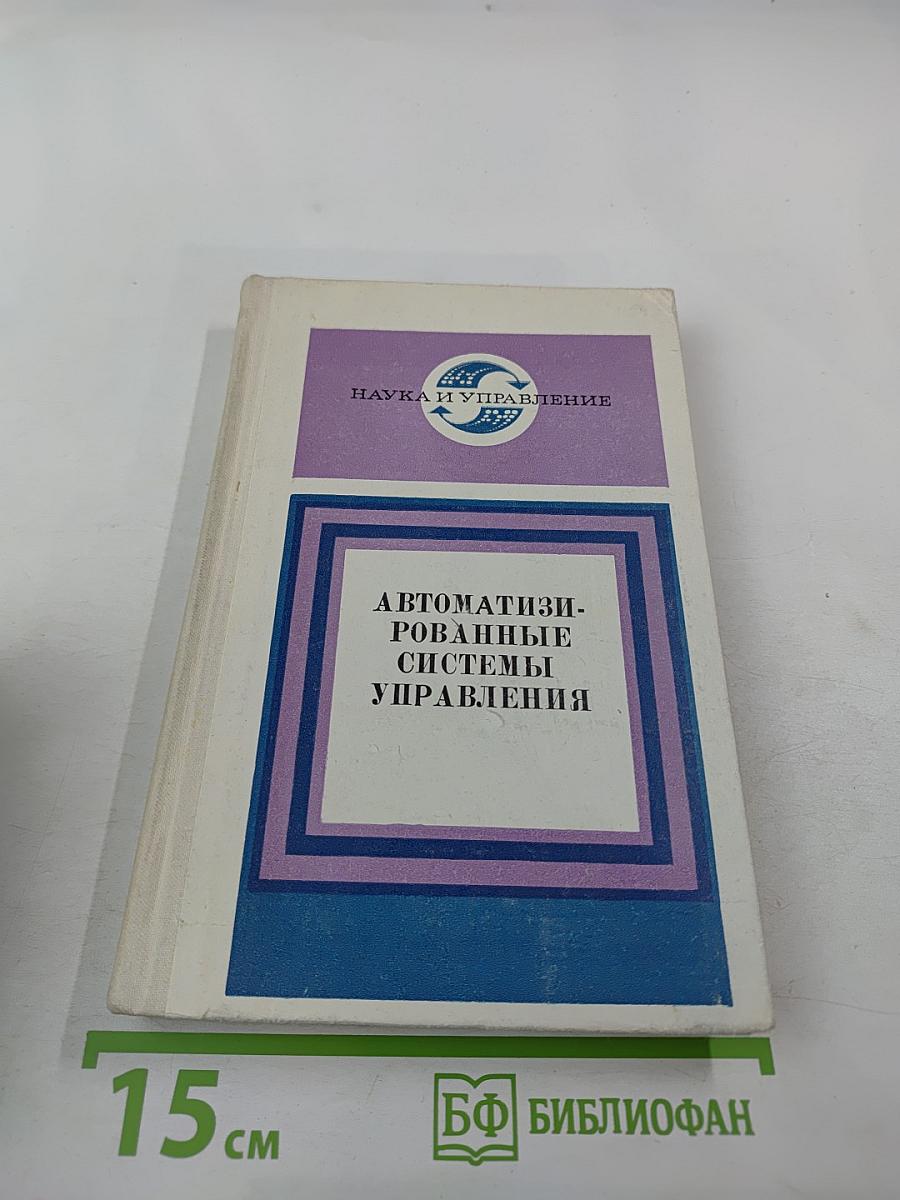 НАУКА И УПРАВЛЕНИЕ
АВТОМАТИЗИ-
РОВАННЫЕ
СИСТЕМЫ
УПРАВЛЕНИЯ
15 см
БФ БИБЛИОФАН